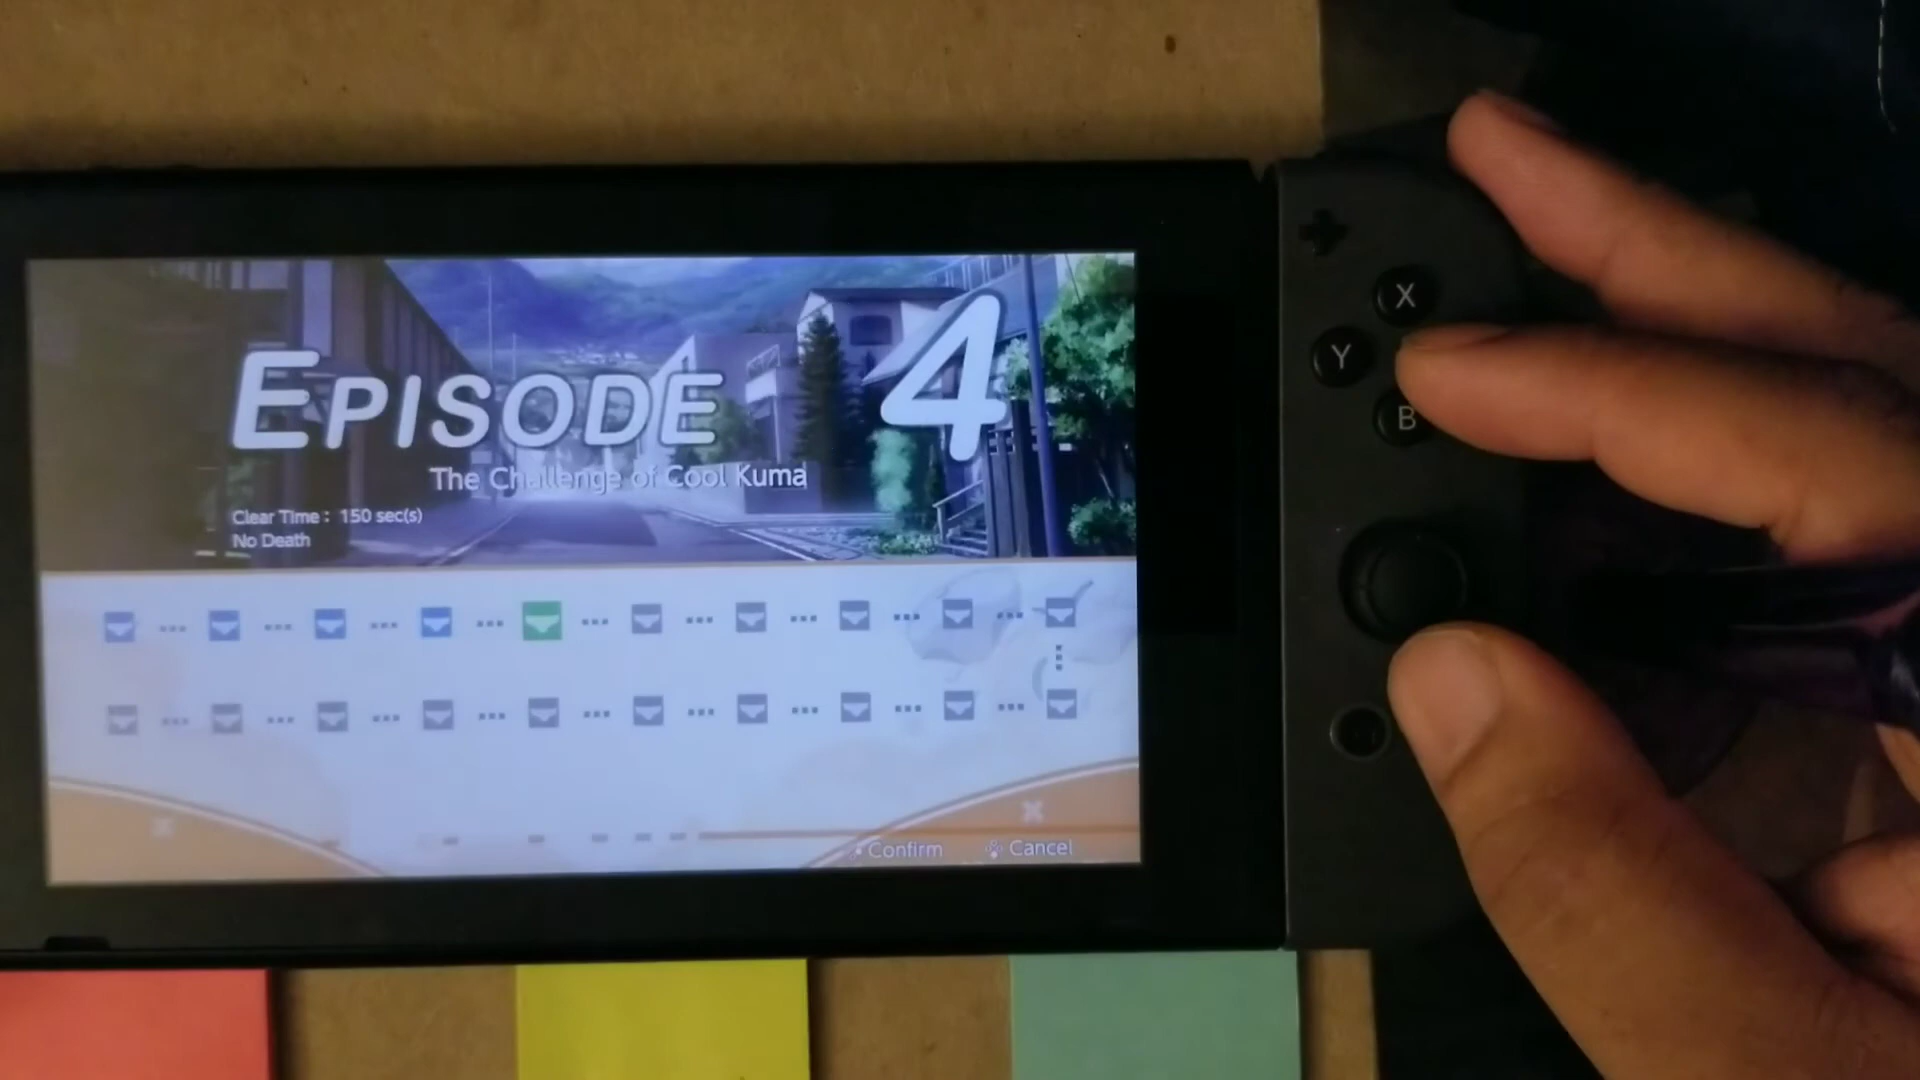 EPISODE 4
The Challenge of Cool Kuma
Clear Time : 150 sec(s)
No Death
Confirm
Cancel
X
Y
B